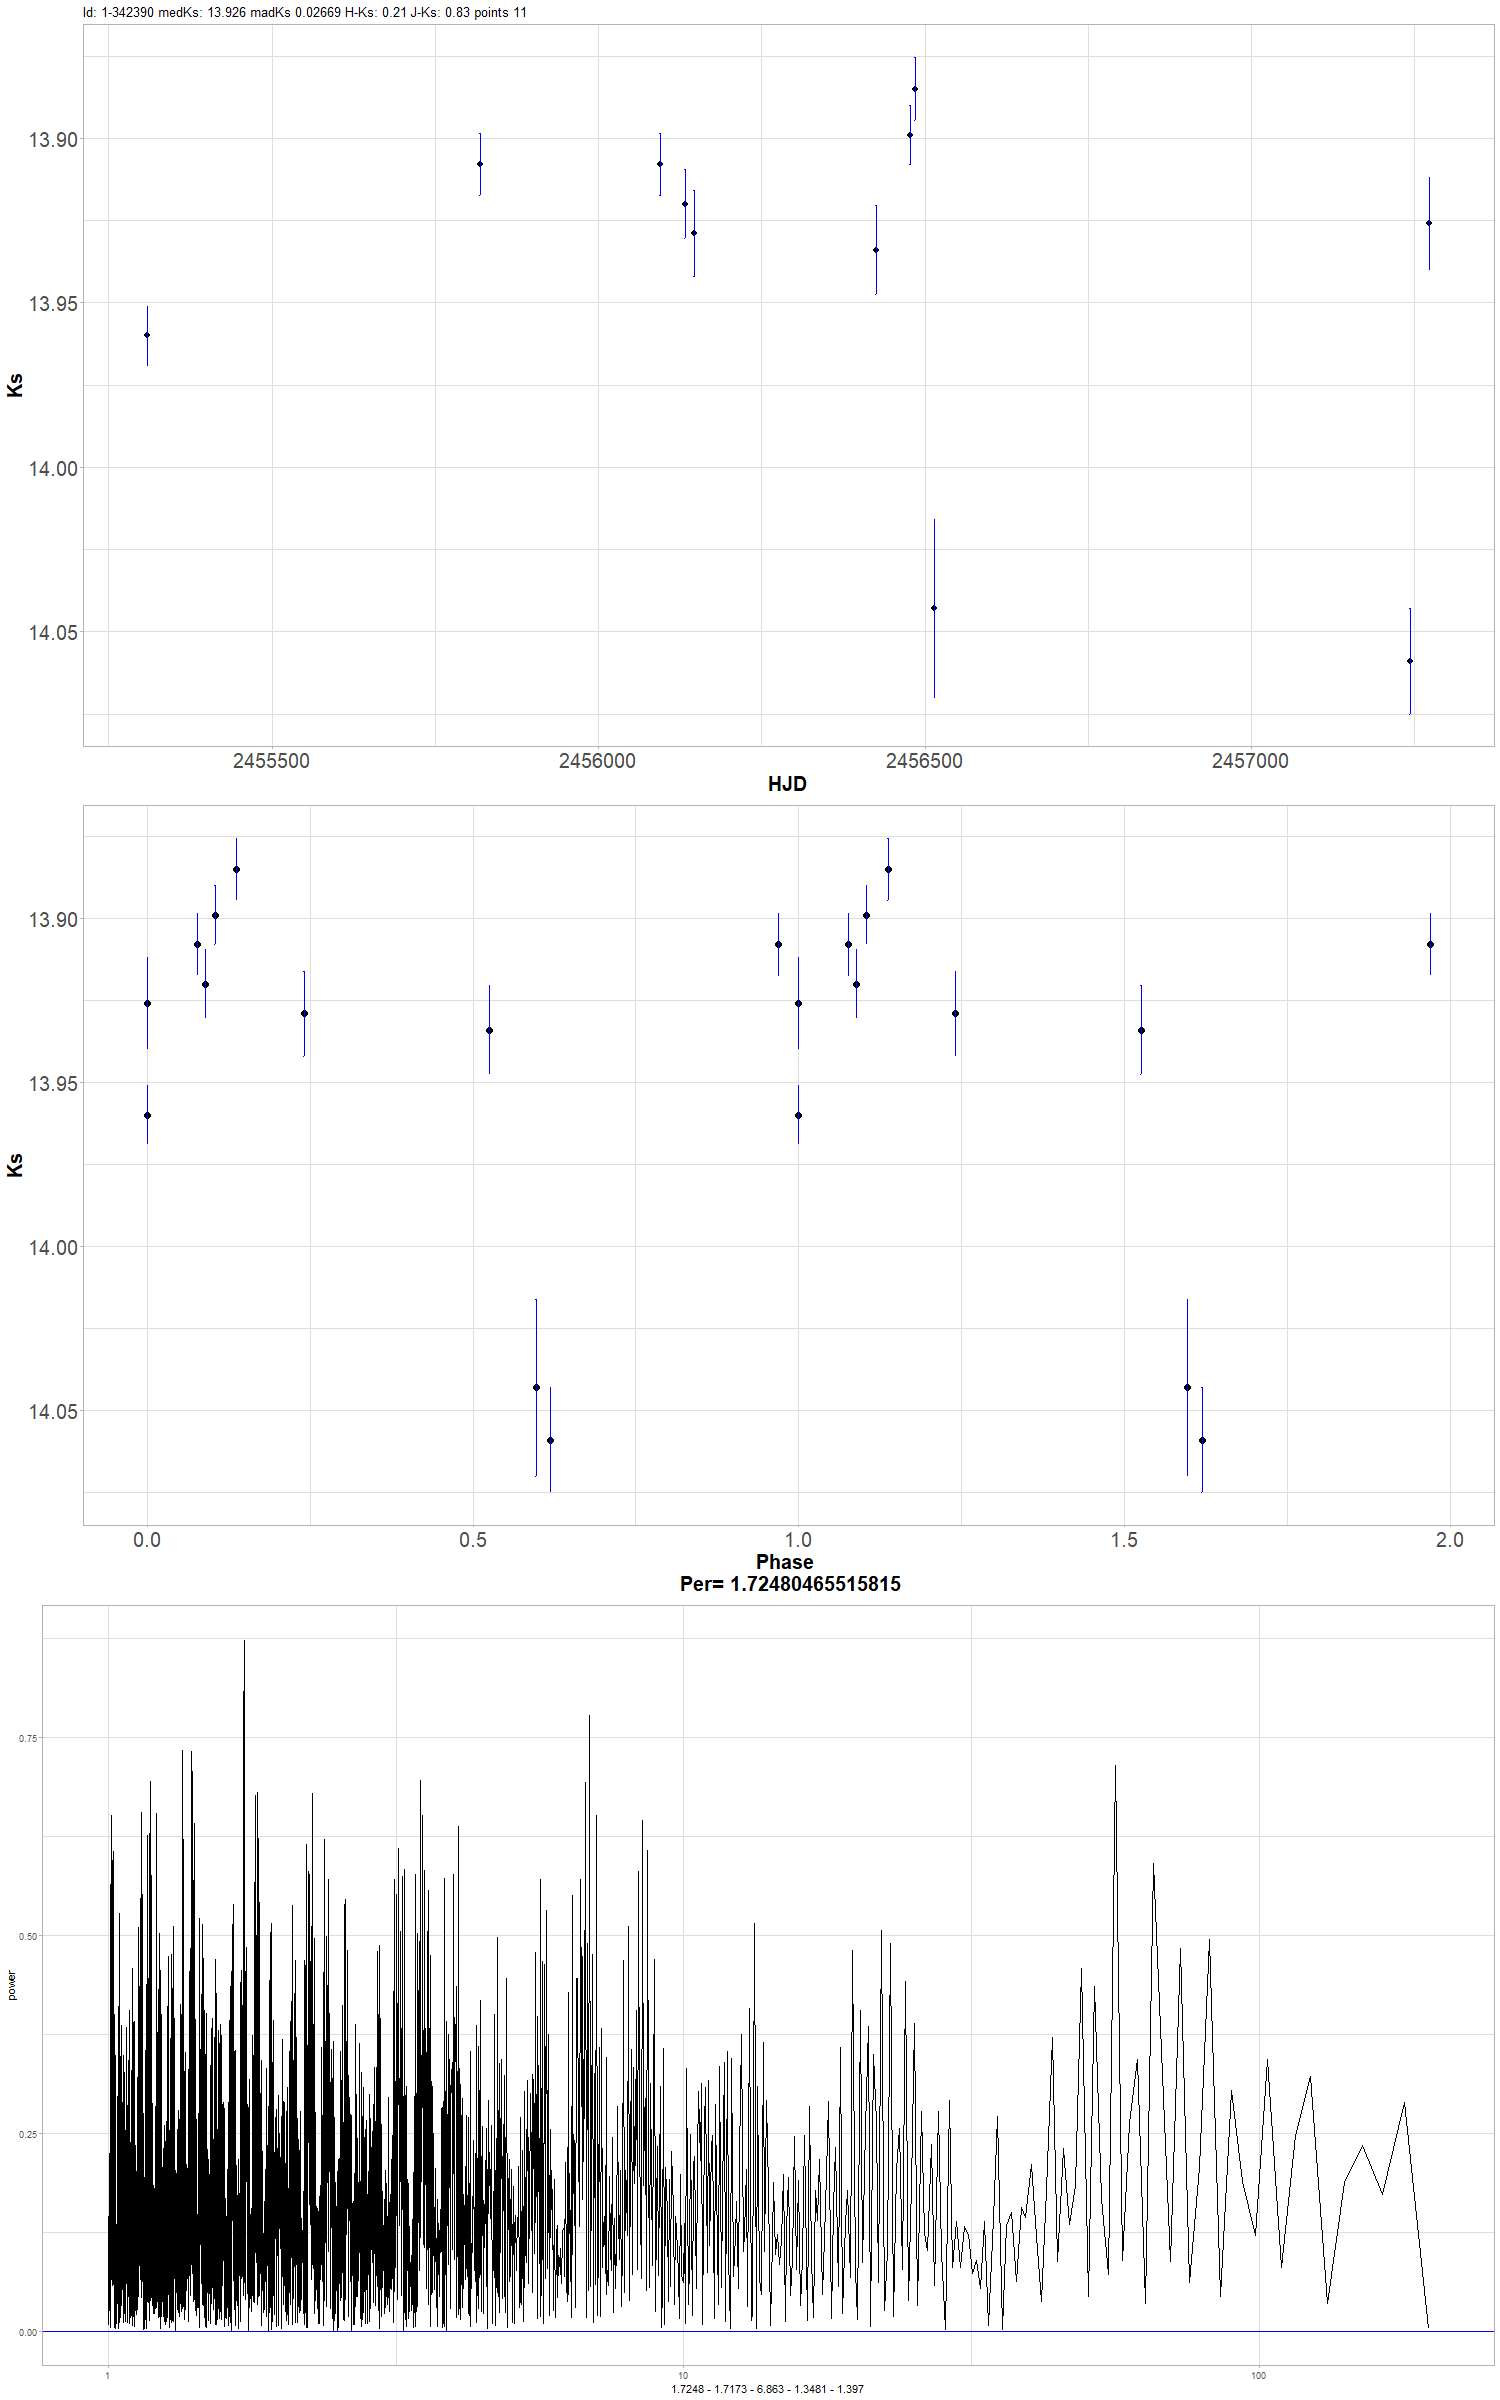 Id: 1-342390 medKs: 13.926 madKs 0.02669 H-Ks: 0.21 J-Ks: 0.83 points 11
13.90
13.95
14.00
14.05
Ks
2455500 2456000 2456500 2457000
HJD
13.90
13.95
14.00
14.05
Ks
0.0 0.5 1.0 1.5 2.0
Phase
Per= 1.72480465515815
0.75
0.50
0.25
0.00
power
1 10 100
1.7248 - 1.7173 - 6.863 - 1.3481 - 1.397